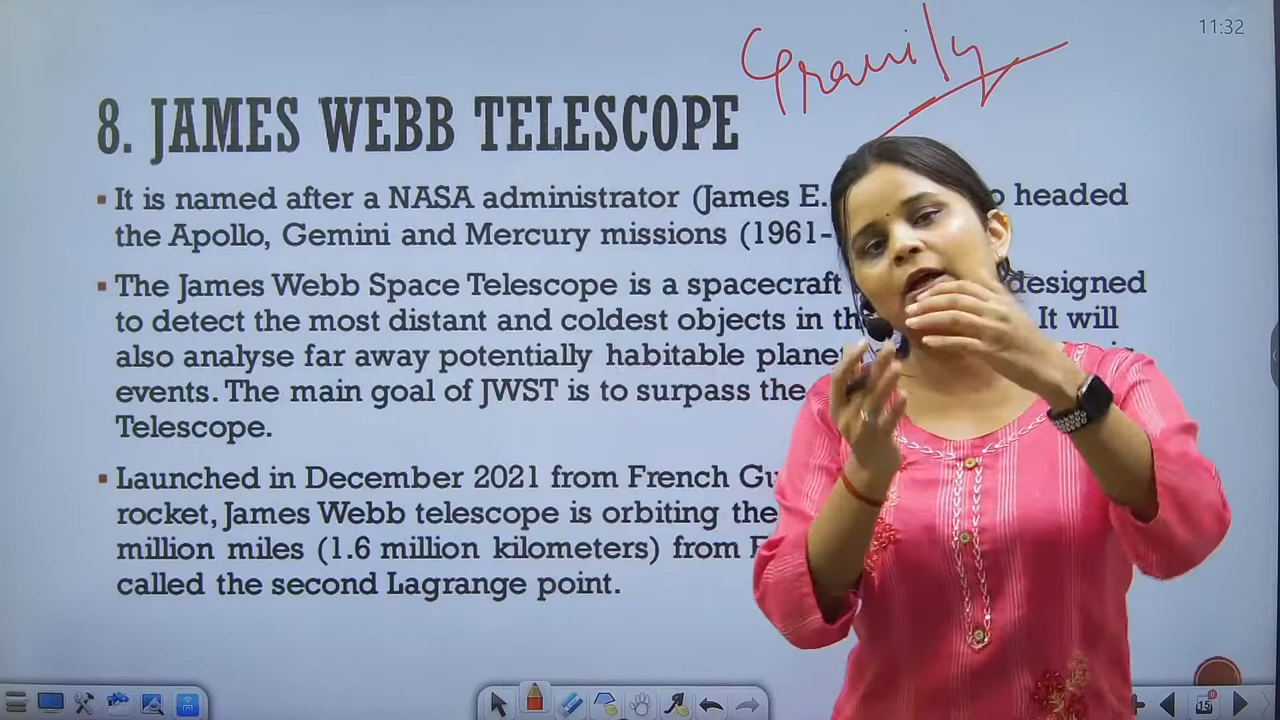 11:32
Gravity
8. JAMES WEBB TELESCOPE
▪ It is named after a NASA administrator (James E. headed
the Apollo, Gemini and Mercury missions (1961-
▪ The James Webb Space Telescope is a spacecraft designed
to detect the most distant and coldest objects in It will
also analyse far away potentially habitable
events. The main goal of JWST is to surpass the
Telescope.
▪ Launched in December 2021 from French
rocket, James Webb telescope is orbiting the
million miles (1.6 million kilometers) from
called the second Lagrange point.
15